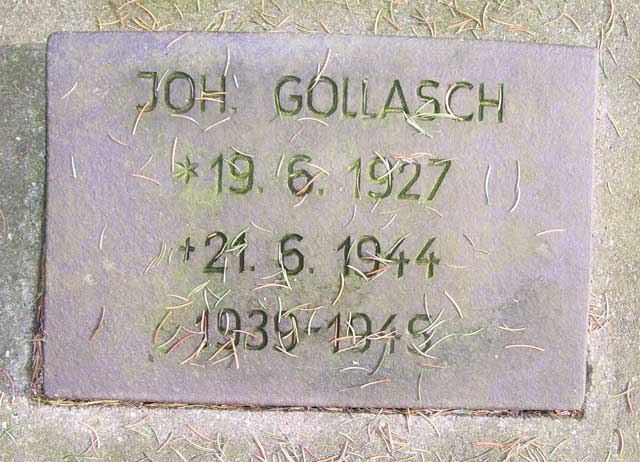 JOH. GOLLASCH
*19. 6. 1927
+21. 6. 1944
1939-1945